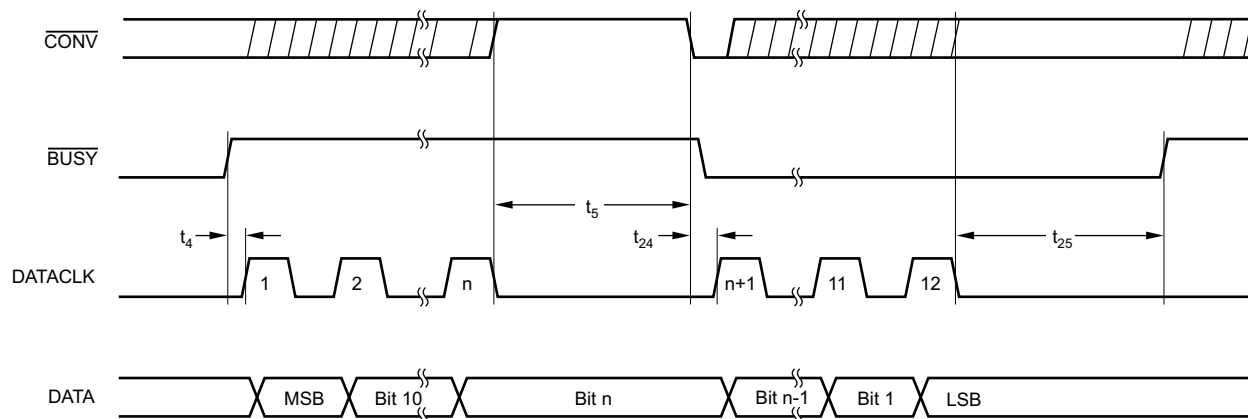 CONV
BUSY
t5
t4
t24
t25
DATACLK
1
2
n
n+1
11
12
DATA
MSB
Bit 10
Bit n
Bit n-1
Bit 1
LSB